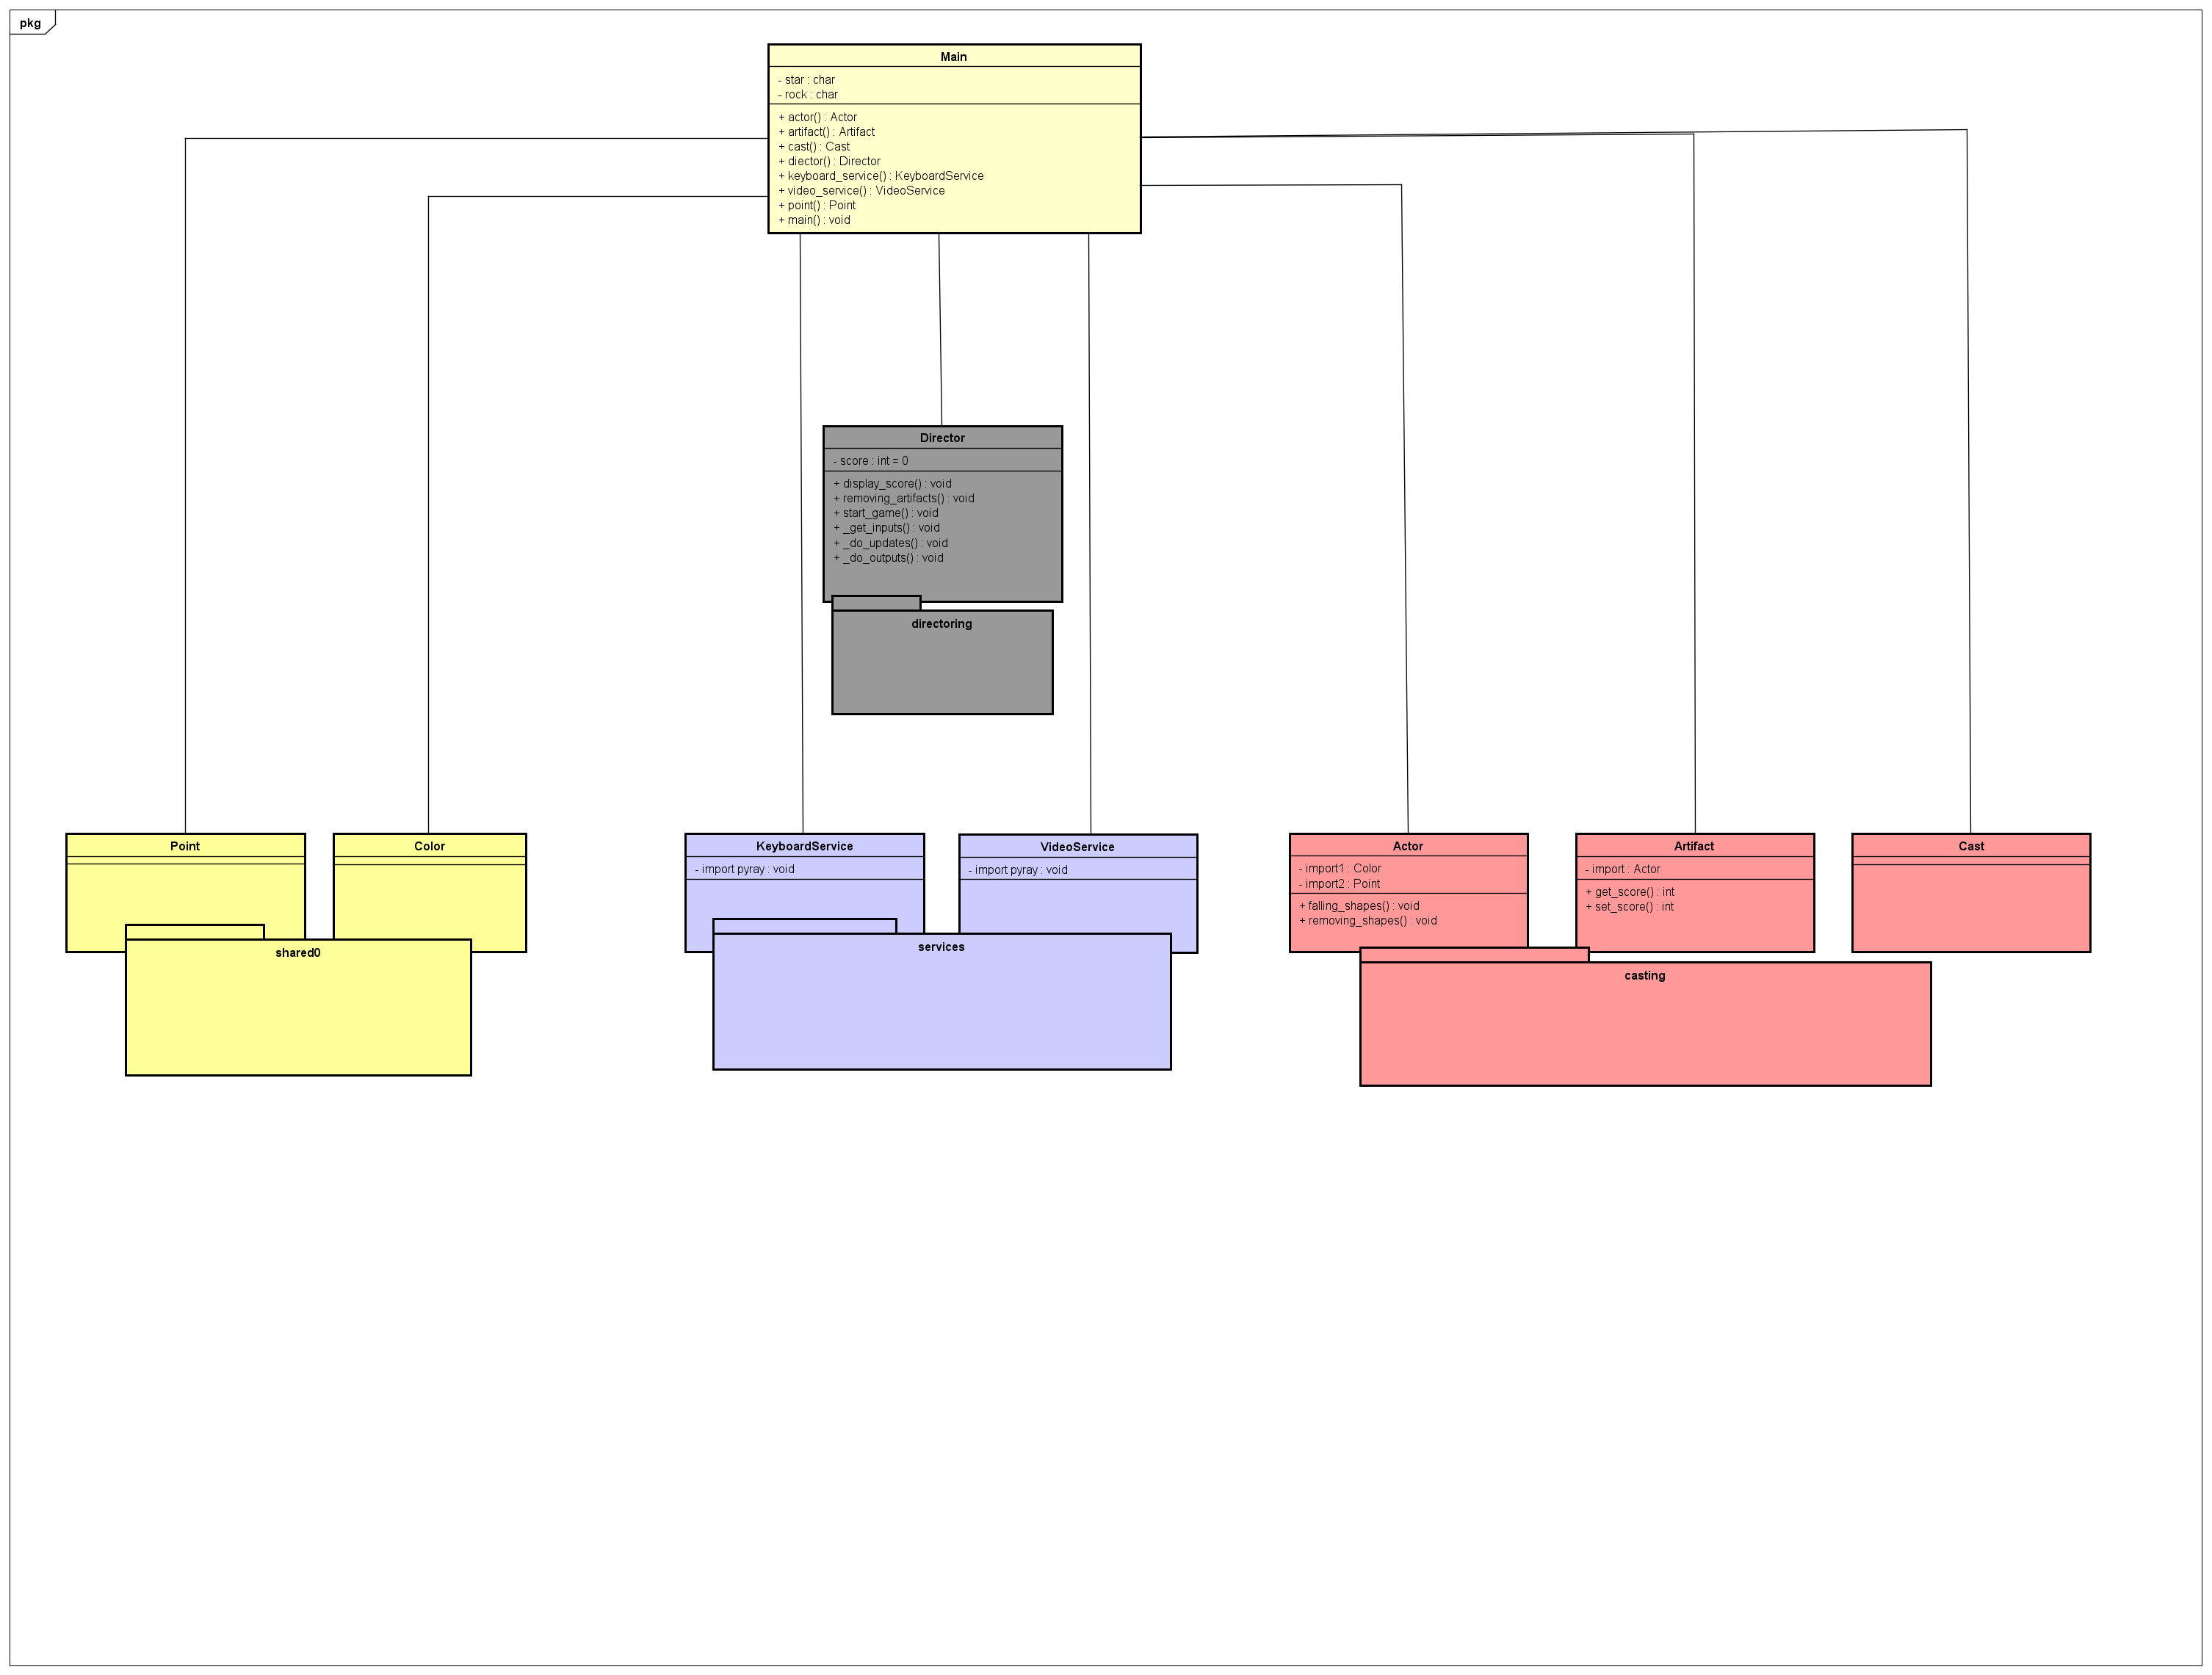 pkg
Main
- star : char
- rock : char
+ actor() : Actor
+ artifact() : Artifact
+ cast() : Cast
+ diector() : Director
+ keyboard_service() : KeyboardService
+ video_service() : VideoService
+ point() : Point
+ main() : void
Director
- score : int = 0
+ display_score() : void
+ removing_artifacts() : void
+ start_game() : void
+ _get_inputs() : void
+ _do_updates() : void
+ _do_outputs() : void
directoring
Point
Color
shared0
KeyboardService
- import pyray : void
VideoService
- import pyray : void
services
Actor
- import1 : Color
- import2 : Point
+ falling_shapes() : void
+ removing_shapes() : void
Artifact
- import : Actor
+ get_score() : int
+ set_score() : int
Cast
casting